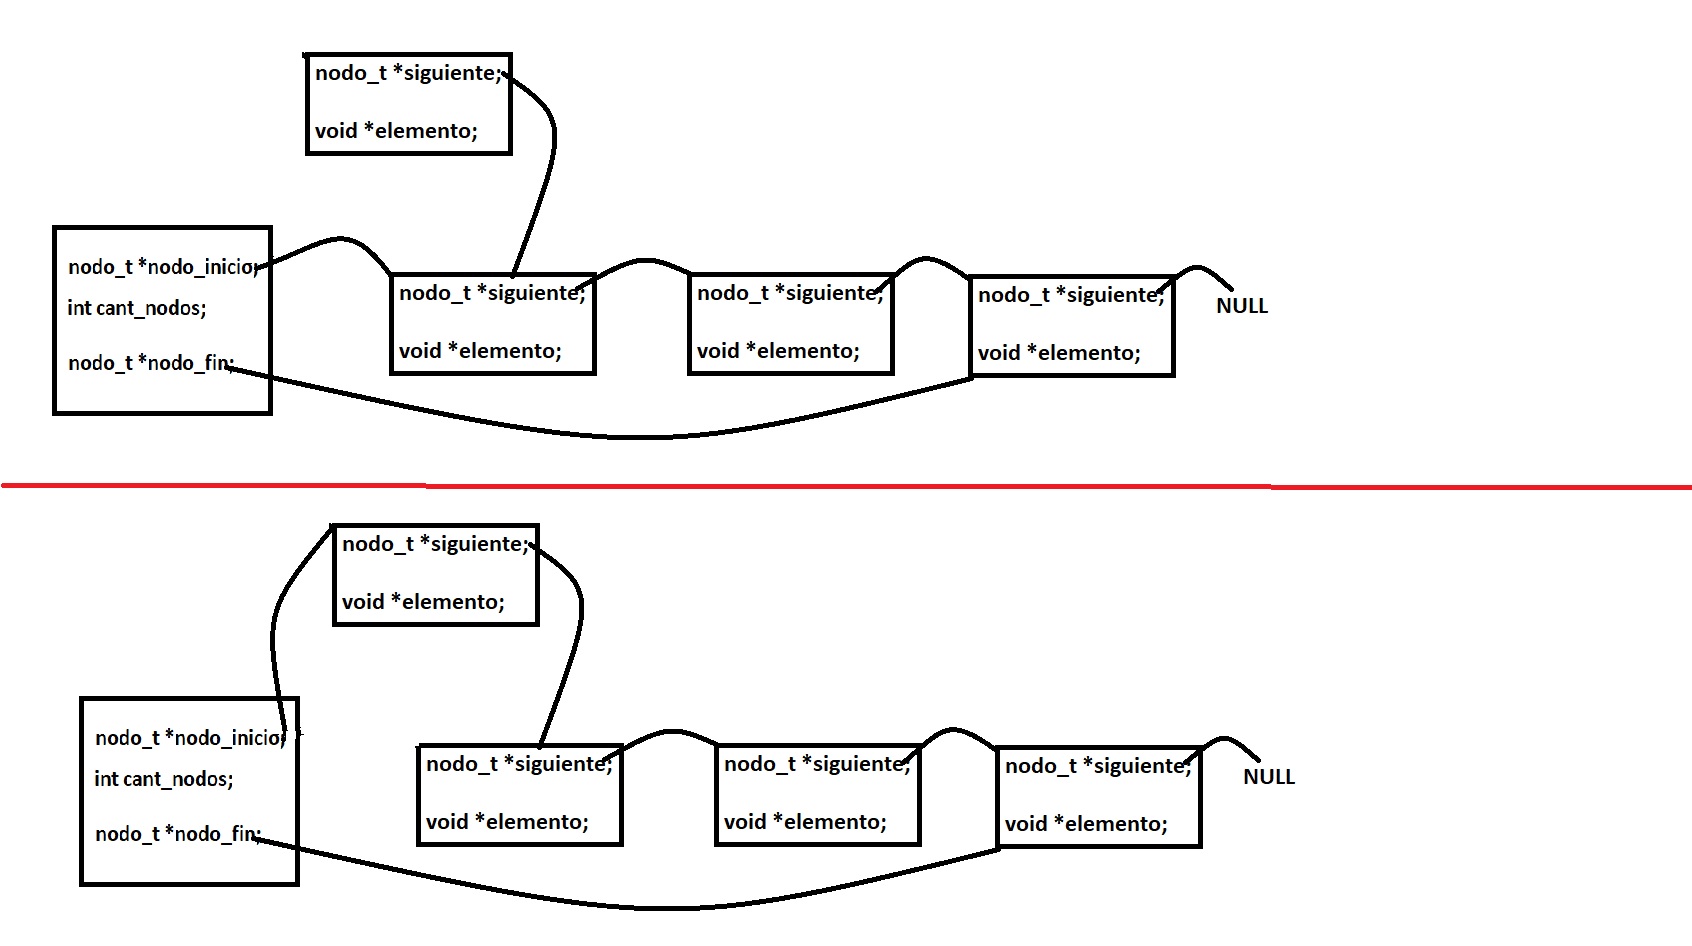 nodo_t *siguiente;
void *elemento;
nodo_t *nodo_inicio;
int cant_nodos;
nodo_t *nodo_fin;
nodo_t *siguiente;
void *elemento;
nodo_t *siguiente;
void *elemento;
nodo_t *siguiente;
void *elemento;
NULL
nodo_t *siguiente;
void *elemento;
nodo_t *nodo_inicio;
int cant_nodos;
nodo_t *nodo_fin;
nodo_t *siguiente;
void *elemento;
nodo_t *siguiente;
void *elemento;
nodo_t *siguiente;
void *elemento;
NULL